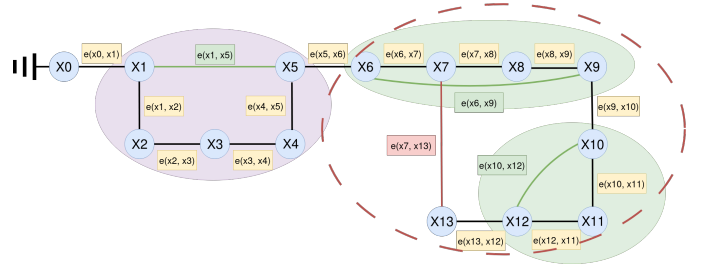 e(x0, x1)
e(x1, x5)
e(x5, x6)
e(x6, x7)
e(x7, x8)
e(x8, x9)
X0
X1
X5
X6
X7
X8
X9
e(x1, x2)
e(x4, x5)
e(x6, x9)
e(x9, x10)
X2
X3
X4
e(x7, x13)
X10
e(x2, x3)
e(x3, x4)
e(x10, x12)
e(x10, x11)
X13
X12
X11
e(x13, x12)
e(x12, x11)